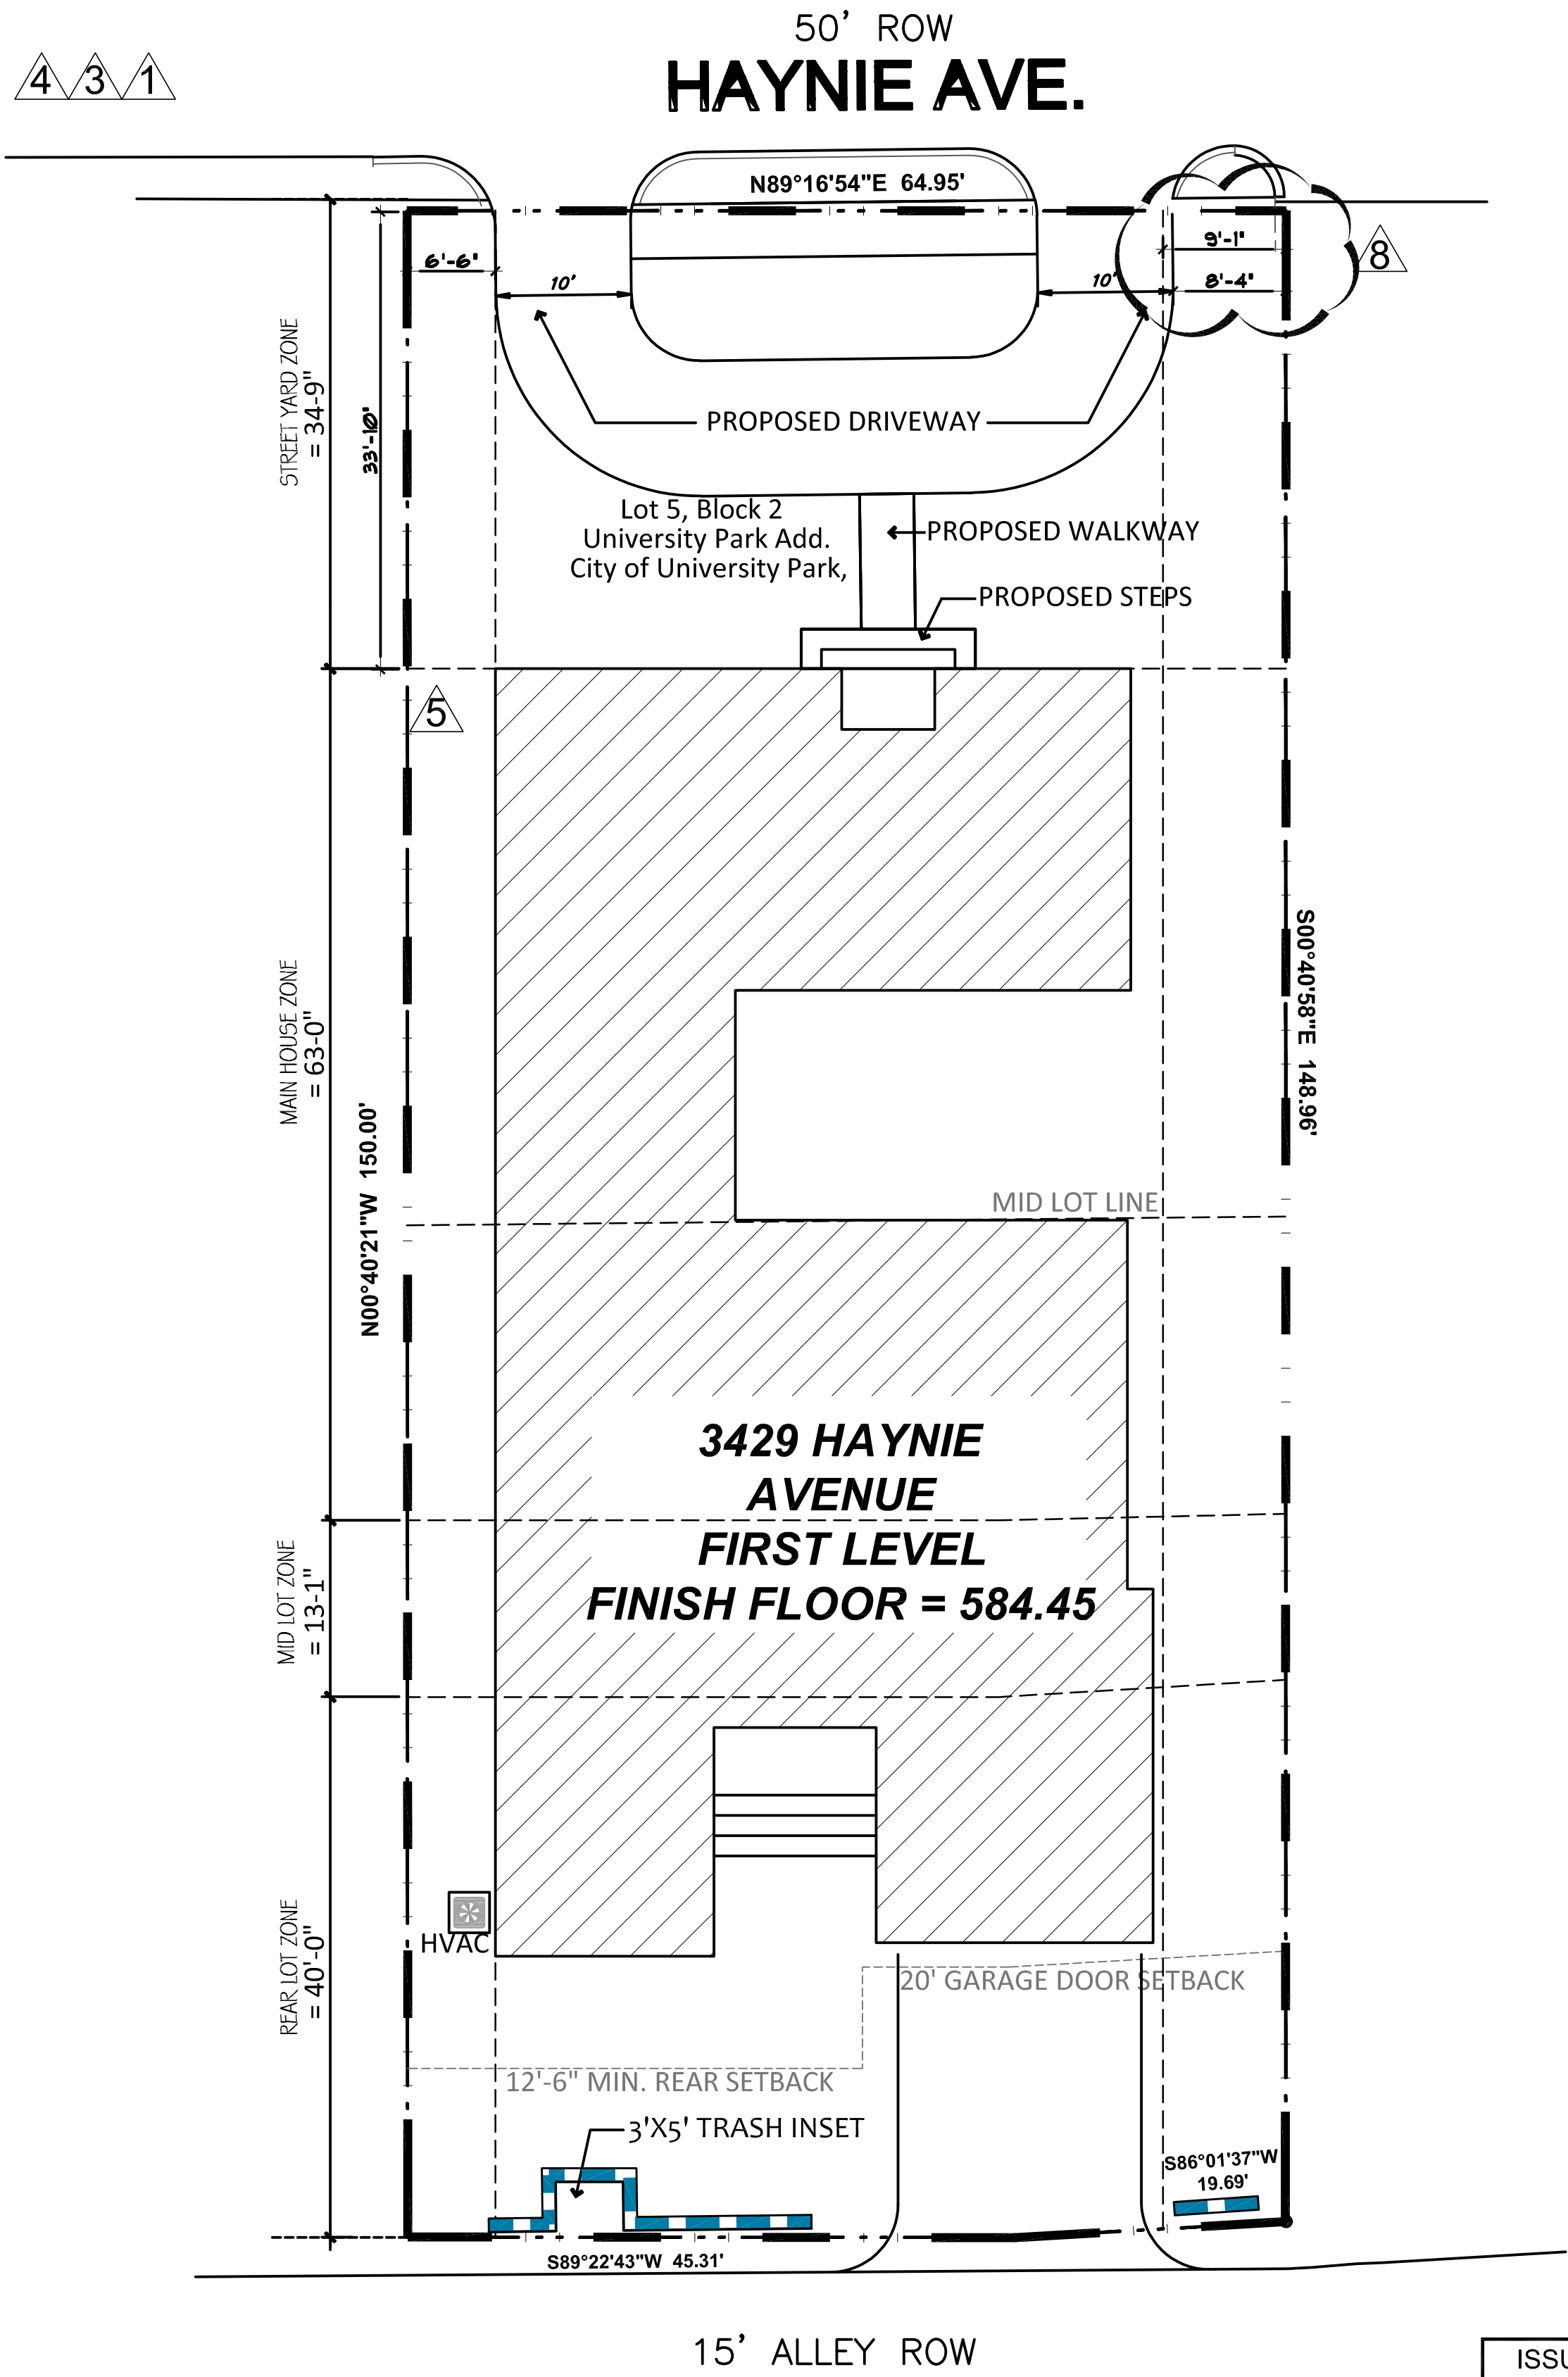 50' ROW
HAYNIE AVE.
4 3 1
N89°16'54"E 64.95'
6'-6"
10'
10'
9'-1"
8'-4"
8
STREET YARD ZONE
= 34-9"
33'-10"
PROPOSED DRIVEWAY
Lot 5, Block 2
University Park Add.
City of University Park,
PROPOSED WALKWAY
PROPOSED STEPS
5
MAIN HOUSE ZONE
= 63-0"
N00°40'21"W 150.00'
S00°40'58"E 148.96'
MID LOT LINE
3429 HAYNIE
AVENUE
FIRST LEVEL
FINISH FLOOR = 584.45
MID LOT ZONE
= 13-1"
REAR LOT ZONE
= 40'-0"
HVAC
20' GARAGE DOOR SETBACK
12'-6" MIN. REAR SETBACK
3'X5' TRASH INSET
S86°01'37"W
19.69'
S89°22'43"W 45.31'
15' ALLEY ROW